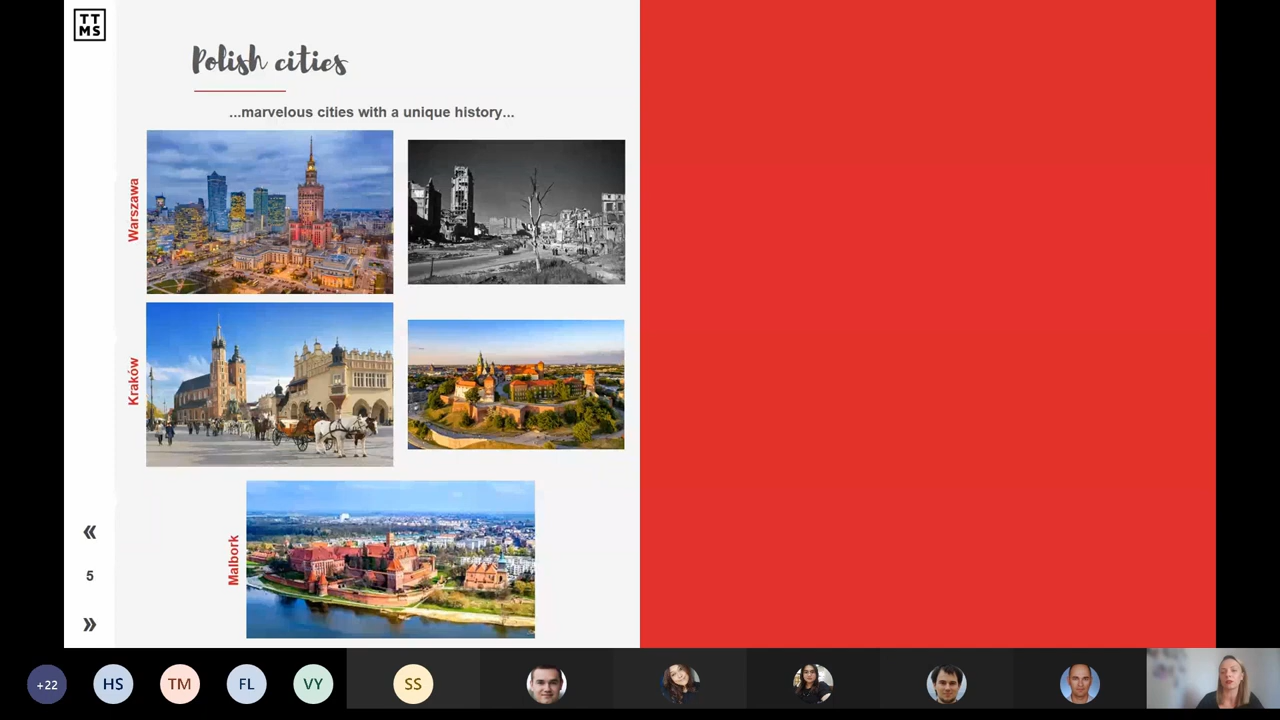 TT
MS
Polish cities
...marvelous cities with a unique history...
Warszawa
Kraków
Malbork
«
5
»
+22
HS
TM
FL
VY
SS